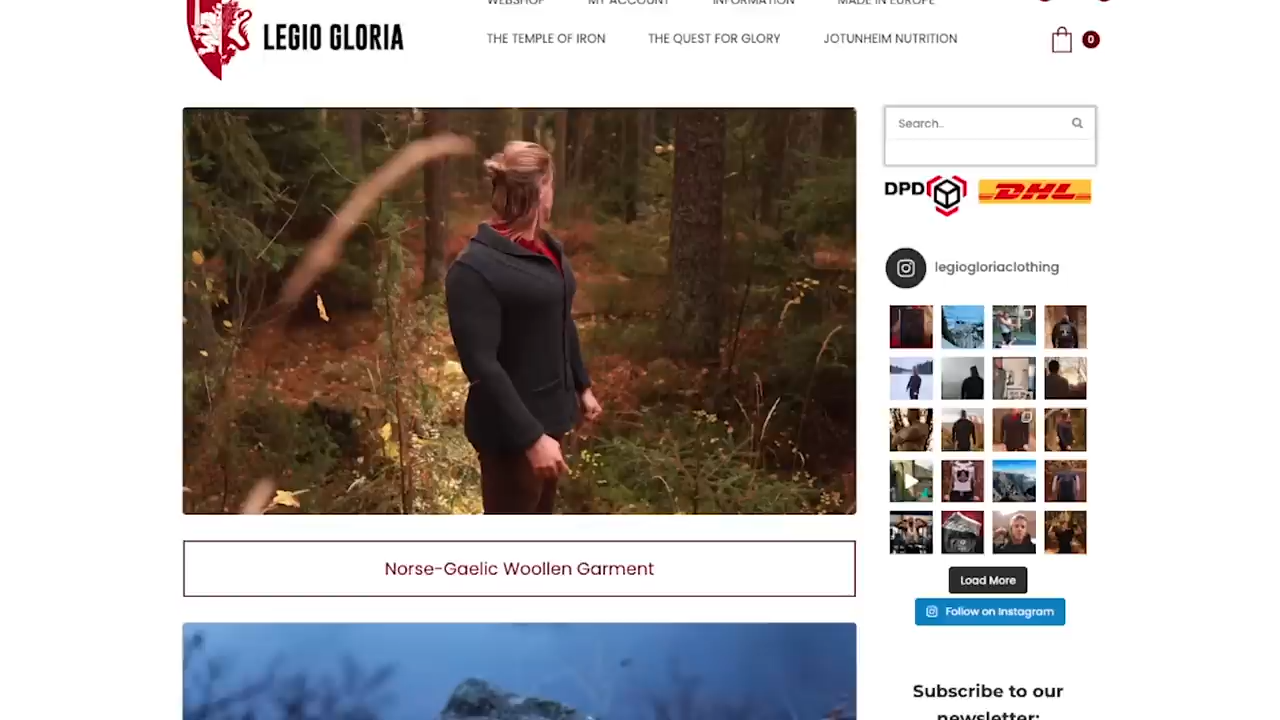 WEBSHOP MY ACCOUNT INFORMATION MADE IN EUROPE
LEGIO GLORIA
THE TEMPLE OF IRON THE QUEST FOR GLORY JOTUNHEIM NUTRITION
0
Search..
DPD DHL
legiogloriaclothing
Norse-Gaelic Woollen Garment
Load More
Follow on Instagram
Subscribe to our
newsletter: